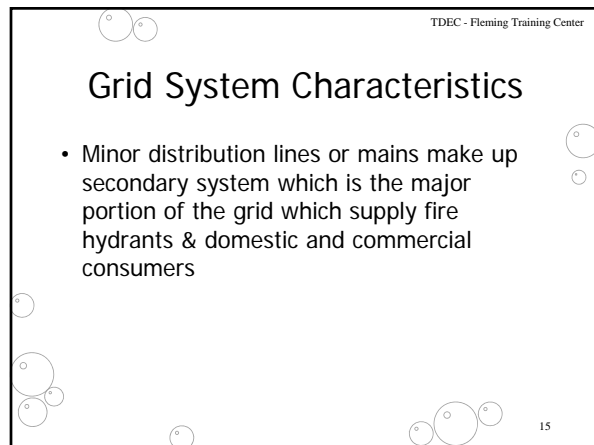 TDEC - Fleming Training Center
Grid System Characteristics
• Minor distribution lines or mains make up
secondary system which is the major
portion of the grid which supply fire
hydrants & domestic and commercial
consumers
15